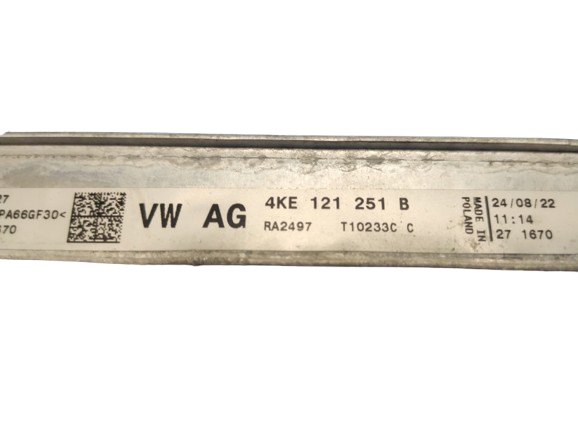 27
PA66GF30<
670
VW AG
4KE 121 251 B
RA2497 T10233C C
MADE IN
POLAND
24/08/22
11:14
27 1670